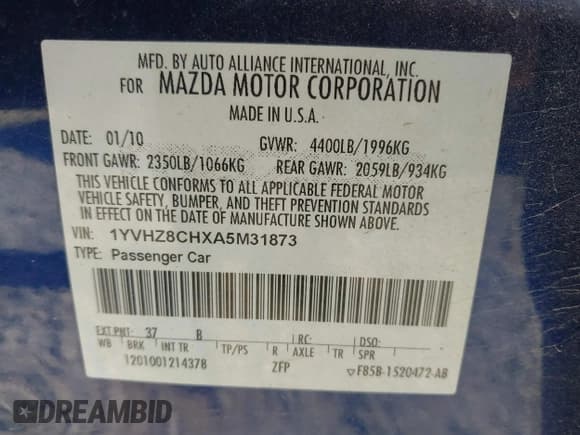 MFD. BY AUTO ALLIANCE INTERNATIONAL, INC.
FOR MAZDA MOTOR CORPORATION
MADE IN U.S.A.
DATE: 01/10 GVWR: 4400LB/1996KG
FRONT GAWR: 2350LB/1066KG REAR GAWR: 2059LB/934KG
THIS VEHICLE CONFORMS TO ALL APPLICABLE FEDERAL MOTOR
VEHICLE SAFETY, BUMPER, AND THEFT PREVENTION STANDARDS
IN EFFECT ON THE DATE OF MANUFACTURE SHOWN ABOVE.
VIN: 1YVHZ8CHXA5M31873
TYPE: Passenger Car
EXT PNT: 37 B RC: DSO:
WB BRK INT TR TP/PS R AXLE TR SPR
1201001214378 ZFP F85B-1520472-AB
DREAMBID